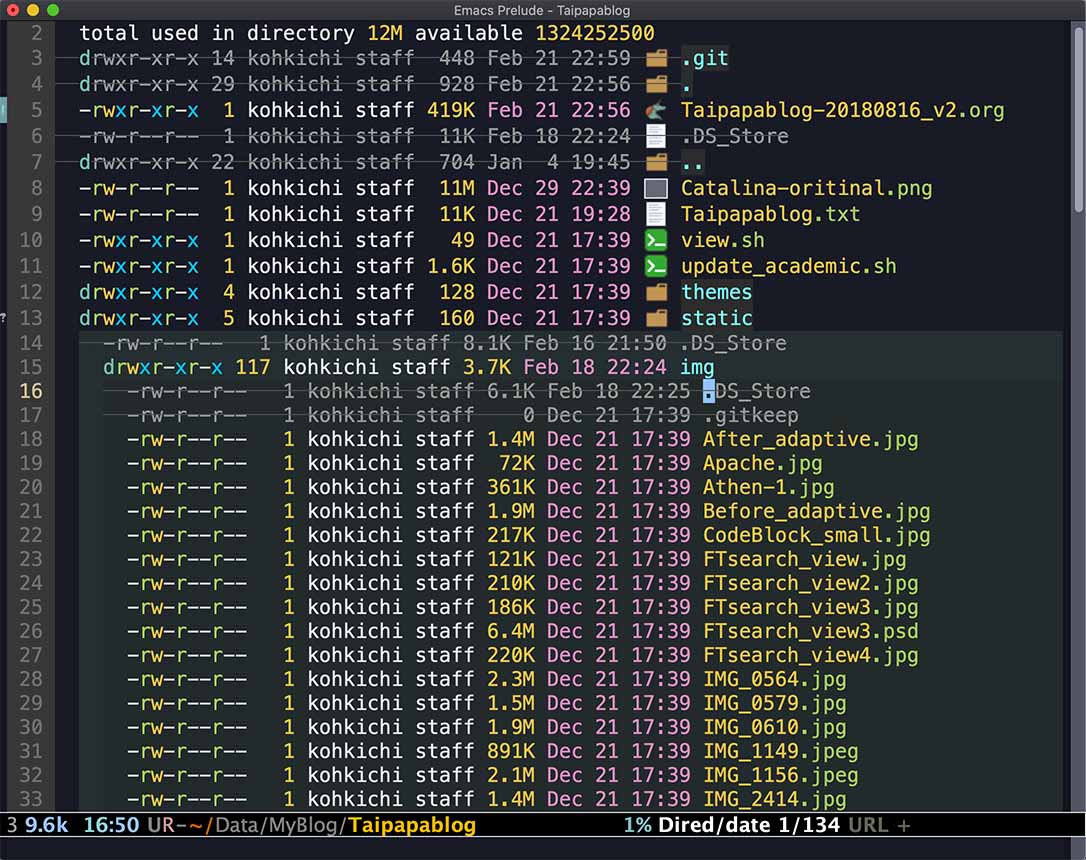 Emacs Prelude - Taipapablog
2 total used in directory 12M available 1324252500
3 drwxr-xr-x 14 kohkichi staff 448 Feb 21 22:59 .git
4 drwxr-xr-x 29 kohkichi staff 928 Feb 21 22:56 .
5 -rwxr-xr-x 1 kohkichi staff 419K Feb 21 22:56 Taipapablog-20180816_v2.org
6 -rw-r--r-- 1 kohkichi staff 11K Feb 18 22:24 .DS_Store
7 drwxr-xr-x 22 kohkichi staff 704 Jan 4 19:45 ..
8 -rw-r--r-- 1 kohkichi staff 11M Dec 29 22:39 Catalina-oritinal.png
9 -rw-r--r-- 1 kohkichi staff 11K Dec 21 19:28 Taipapablog.txt
10 -rwxr-xr-x 1 kohkichi staff 49 Dec 21 17:39 view.sh
11 -rwxr-xr-x 1 kohkichi staff 1.6K Dec 21 17:39 update_academic.sh
12 drwxr-xr-x 4 kohkichi staff 128 Dec 21 17:39 themes
? 13 drwxr-xr-x 5 kohkichi staff 160 Dec 21 17:39 static
14 -rw-r--r-- 1 kohkichi staff 8.1K Feb 16 21:50 .DS_Store
15 drwxr-xr-x 117 kohkichi staff 3.7K Feb 18 22:24 img
16 -rw-r--r-- 1 kohkichi staff 6.1K Feb 18 22:25 .DS_Store
17 -rw-r--r-- 1 kohkichi staff 0 Dec 21 17:39 .gitkeep
18 -rw-r--r-- 1 kohkichi staff 1.4M Dec 21 17:39 After_adaptive.jpg
19 -rw-r--r-- 1 kohkichi staff 72K Dec 21 17:39 Apache.jpg
20 -rw-r--r-- 1 kohkichi staff 361K Dec 21 17:39 Athen-1.jpg
21 -rw-r--r-- 1 kohkichi staff 1.9M Dec 21 17:39 Before_adaptive.jpg
22 -rw-r--r-- 1 kohkichi staff 217K Dec 21 17:39 CodeBlock_small.jpg
23 -rw-r--r-- 1 kohkichi staff 121K Dec 21 17:39 FTsearch_view.jpg
24 -rw-r--r-- 1 kohkichi staff 210K Dec 21 17:39 FTsearch_view2.jpg
25 -rw-r--r-- 1 kohkichi staff 186K Dec 21 17:39 FTsearch_view3.jpg
26 -rw-r--r-- 1 kohkichi staff 6.4M Dec 21 17:39 FTsearch_view3.psd
27 -rw-r--r-- 1 kohkichi staff 220K Dec 21 17:39 FTsearch_view4.jpg
28 -rw-r--r-- 1 kohkichi staff 2.3M Dec 21 17:39 IMG_0564.jpg
29 -rw-r--r-- 1 kohkichi staff 1.5M Dec 21 17:39 IMG_0579.jpg
30 -rw-r--r-- 1 kohkichi staff 1.9M Dec 21 17:39 IMG_0610.jpg
31 -rw-r--r-- 1 kohkichi staff 891K Dec 21 17:39 IMG_1149.jpeg
32 -rw-r--r-- 1 kohkichi staff 2.1M Dec 21 17:39 IMG_1156.jpeg
33 -rw-r--r-- 1 kohkichi staff 1.4M Dec 21 17:39 IMG_2414.jpg
3 9.6k 16:50 UR-~/Data/MyBlog/Taipapablog 1% Dired/date 1/134 URL +